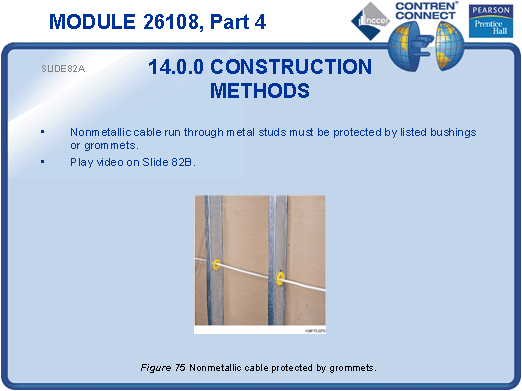 MODULE 26108, Part 4
nccer
CONTREN®
CONNECT
PEARSON
Prentice
Hall
SLIDE 82A
14.0.0 CONSTRUCTION
METHODS
• Nonmetallic cable run through metal studs must be protected by listed bushings
or grommets.
• Play video on Slide 82B.
Figure 75 Nonmetallic cable protected by grommets.